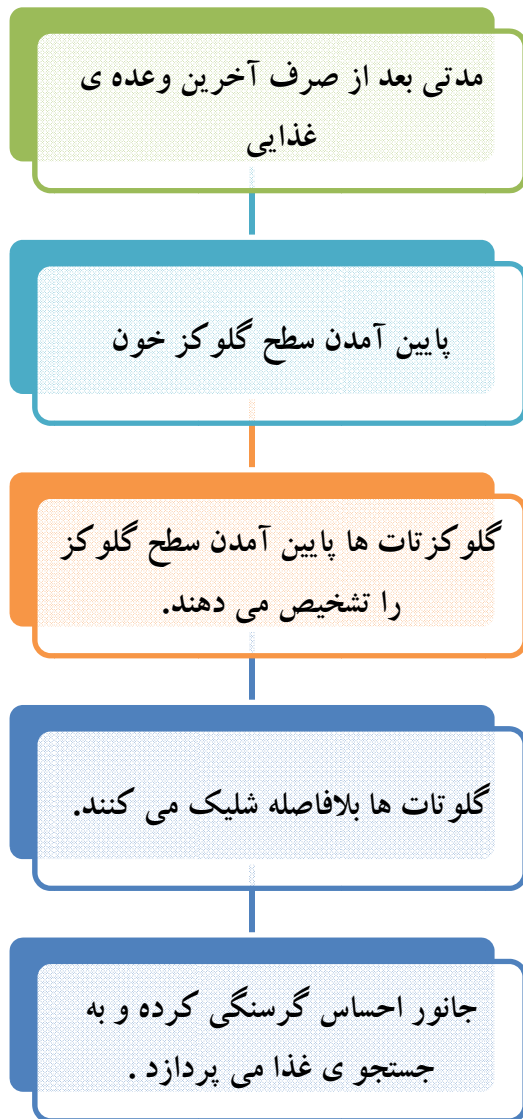 مدتی بعد از صرف آخرین وعده ی
غذایی
پایین آمدن سطح گلوکز خون
گلوکزتات ها پایین آمدن سطح گلوکز
را تشخیص می دهند.
گلوتات ها بلافاصله شلیک می کنند.
جانور احساس گرسنگی کرده و به
جستجو ی غذا می پردازد .